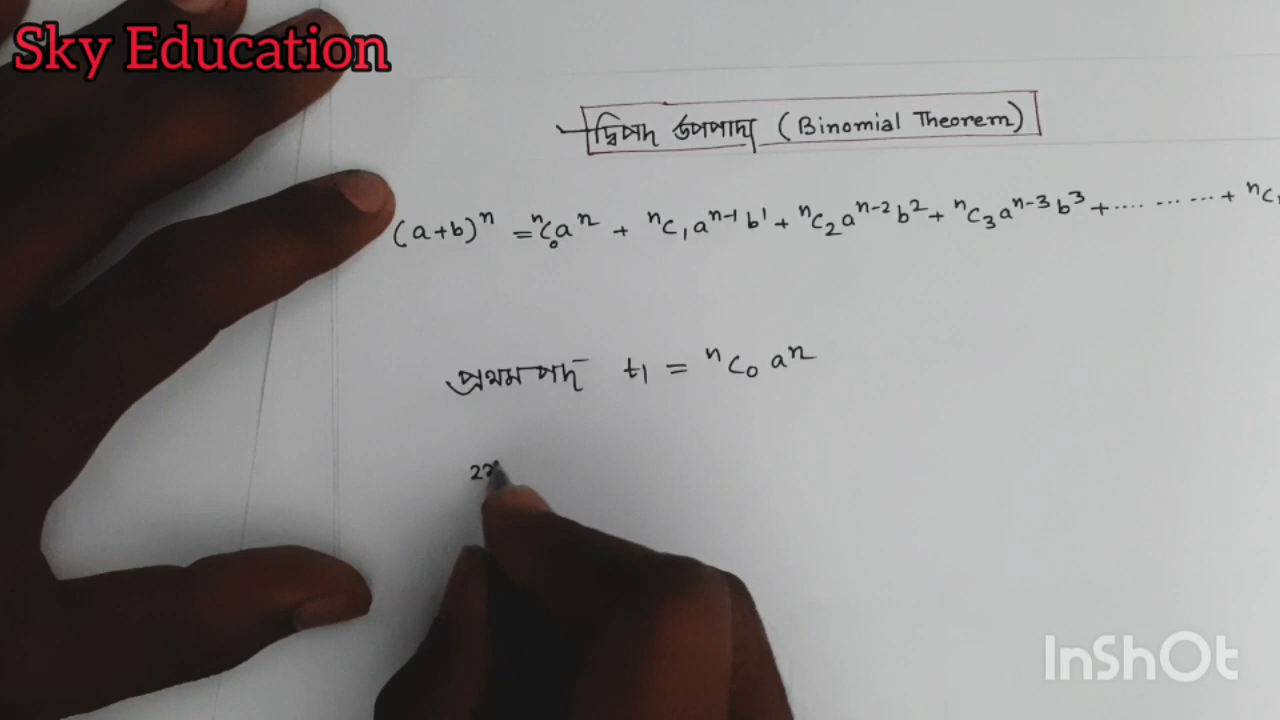 Sky Education
দ্বিপদ উপপাদ্য (Binomial Theorem)
(a+b)ⁿ = ⁿC₀aⁿ + ⁿC₁aⁿ⁻¹b¹ + ⁿC₂aⁿ⁻²b² + ⁿC₃aⁿ⁻³b³ + .... ... ... + ⁿC
প্রথম পদ t₁ = ⁿC₀ aⁿ
InShOt